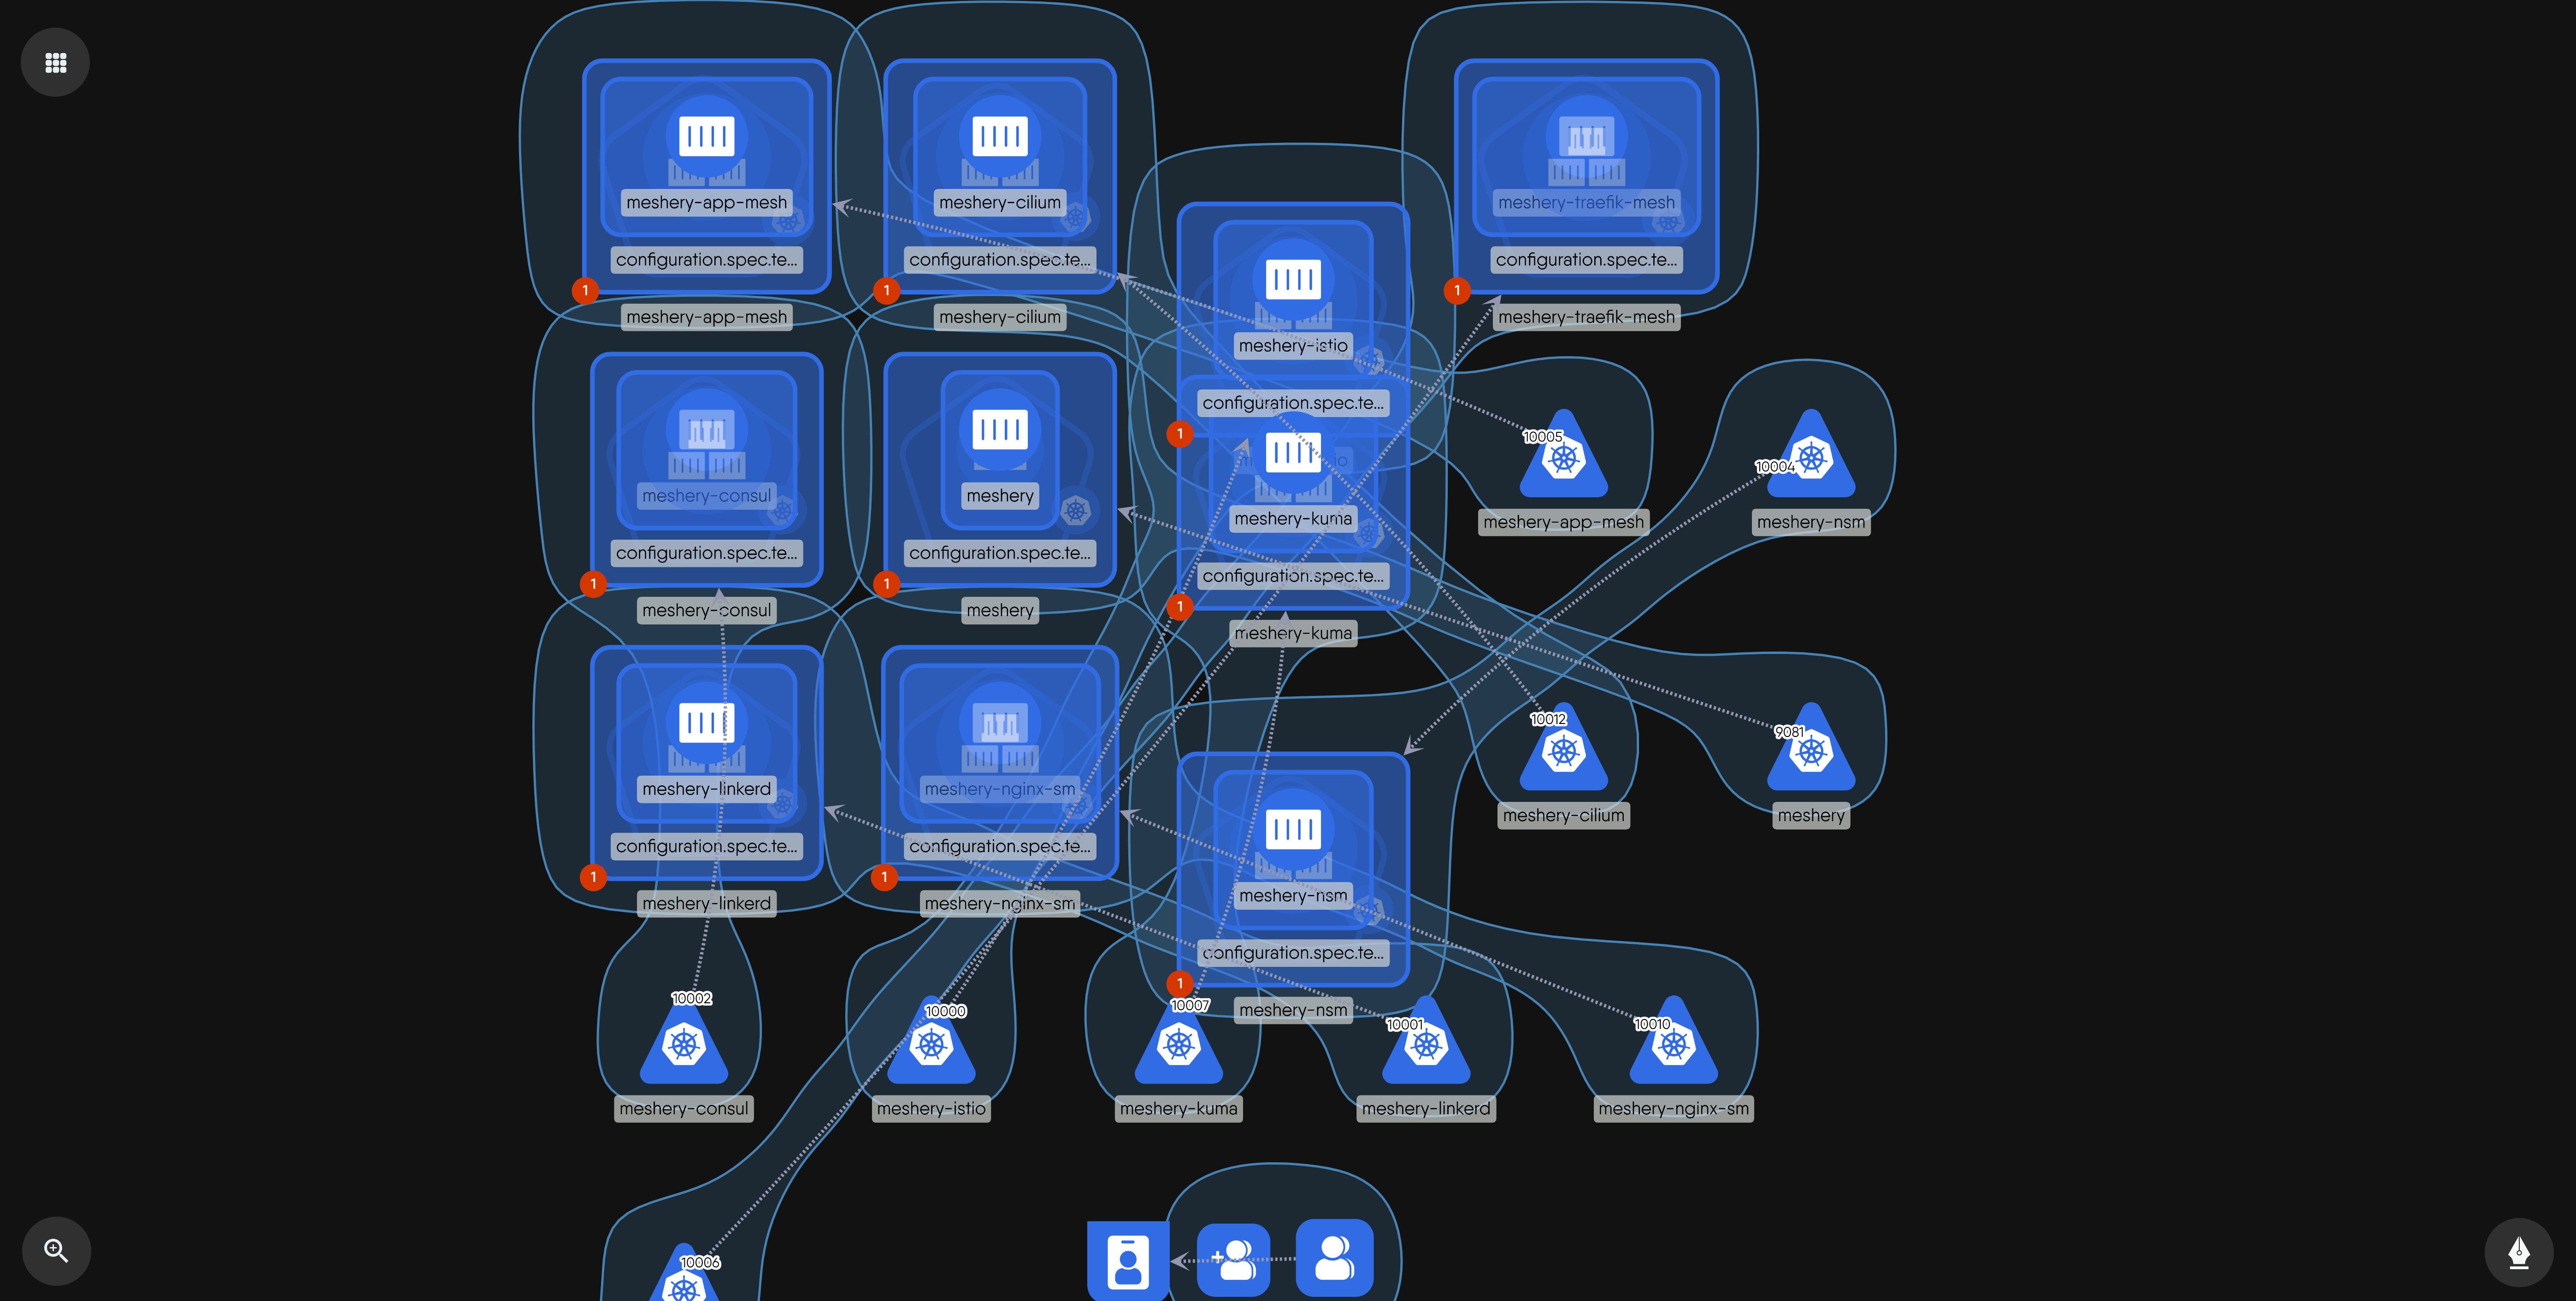 meshery-app-mesh
configuration.spec.te...
1
meshery-app-mesh
meshery-cilium
configuration.spec.te...
1
meshery-cilium
meshery-istio
configuration.spec.te...
1
meshery-traefik-mesh
configuration.spec.te...
1
meshery-traefik-mesh
meshery-consul
configuration.spec.te...
1
meshery-consul
meshery
configuration.spec.te...
1
meshery
meshery-kuma
configuration.spec.te...
1
meshery-kuma
10005
meshery-app-mesh
10004
meshery-nsm
meshery-linkerd
configuration.spec.te...
1
meshery-linkerd
meshery-nginx-sm
configuration.spec.te...
1
meshery-nginx-sm
meshery-nsm
configuration.spec.te...
1
meshery-nsm
10012
meshery-cilium
9081
meshery
10002
meshery-consul
10000
meshery-istio
10007
meshery-kuma
10001
meshery-linkerd
10010
meshery-nginx-sm
10006